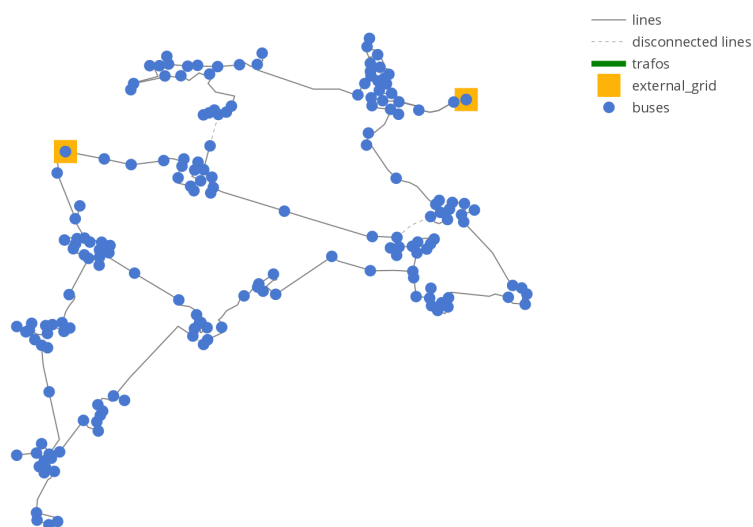 lines
disconnected lines
trafos
external_grid
buses